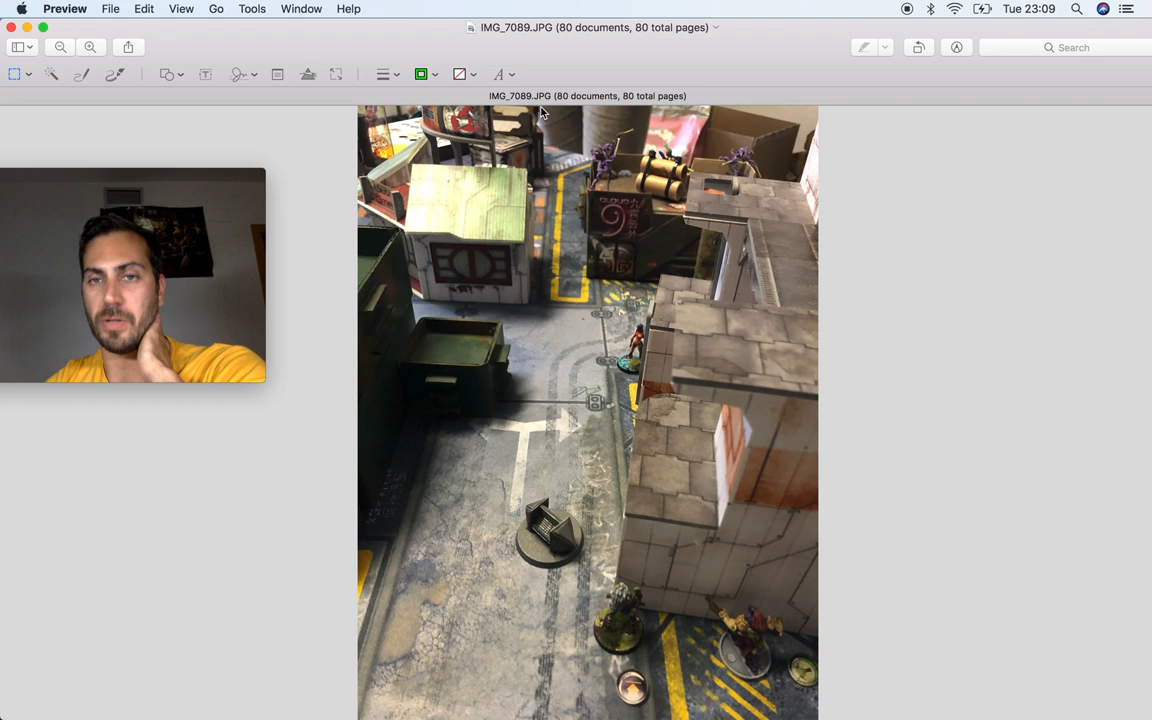 Preview File Edit View Go Tools Window Help
Tue 23:09
IMG_7089.JPG (80 documents, 80 total pages)
Search
IMG_7089.JPG (80 documents, 80 total pages)